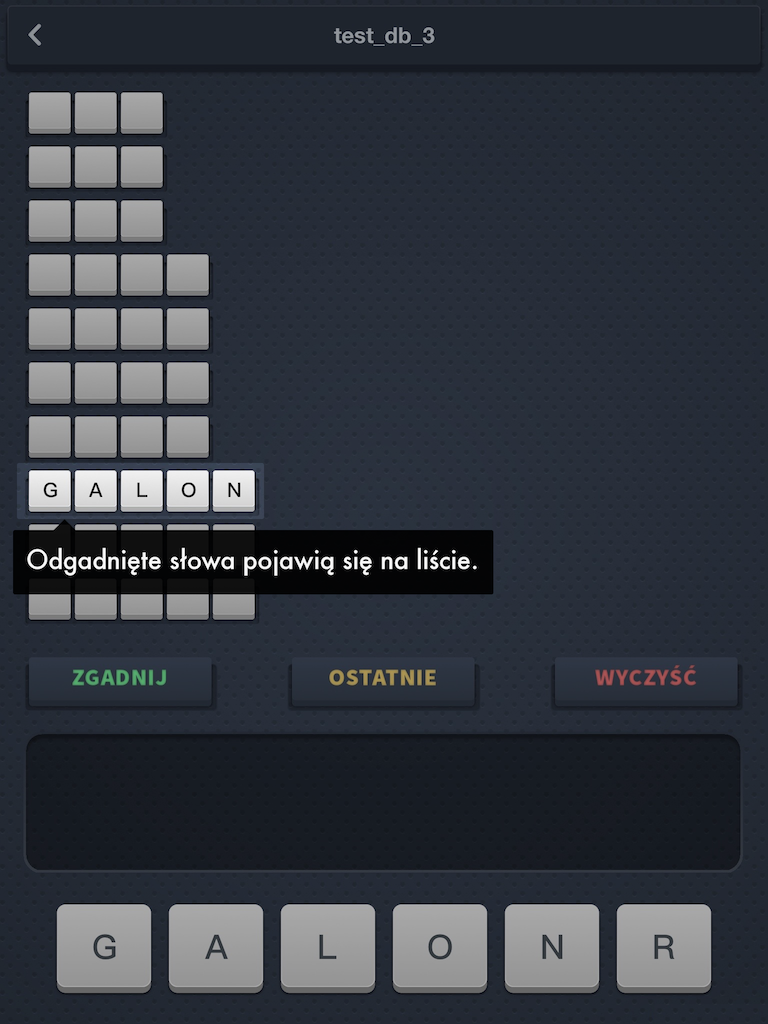 test_db_3
G A L O N
Odgadnięte słowa pojawią się na liście.
ZGADNIJ OSTATNIE WYCZYŚĆ
G A L O N R